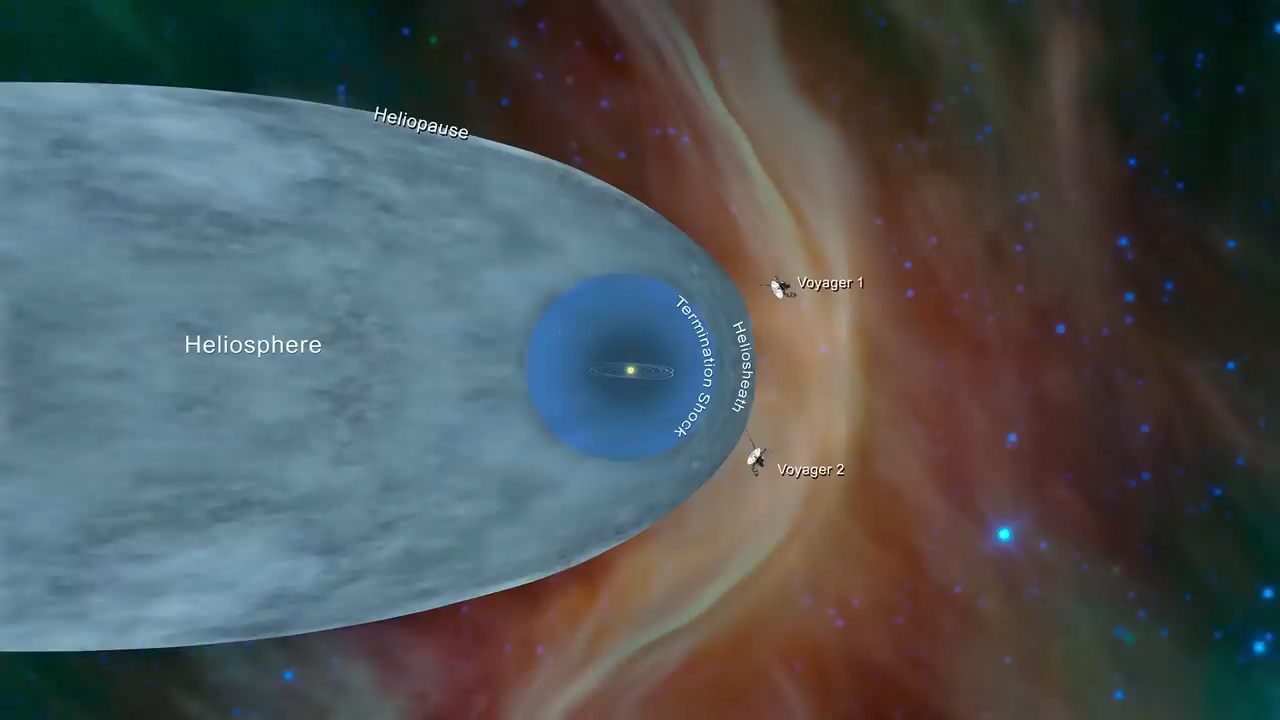 Heliopause
Voyager 1
Heliosphere
Termination Shock
Heliosheath
Voyager 2